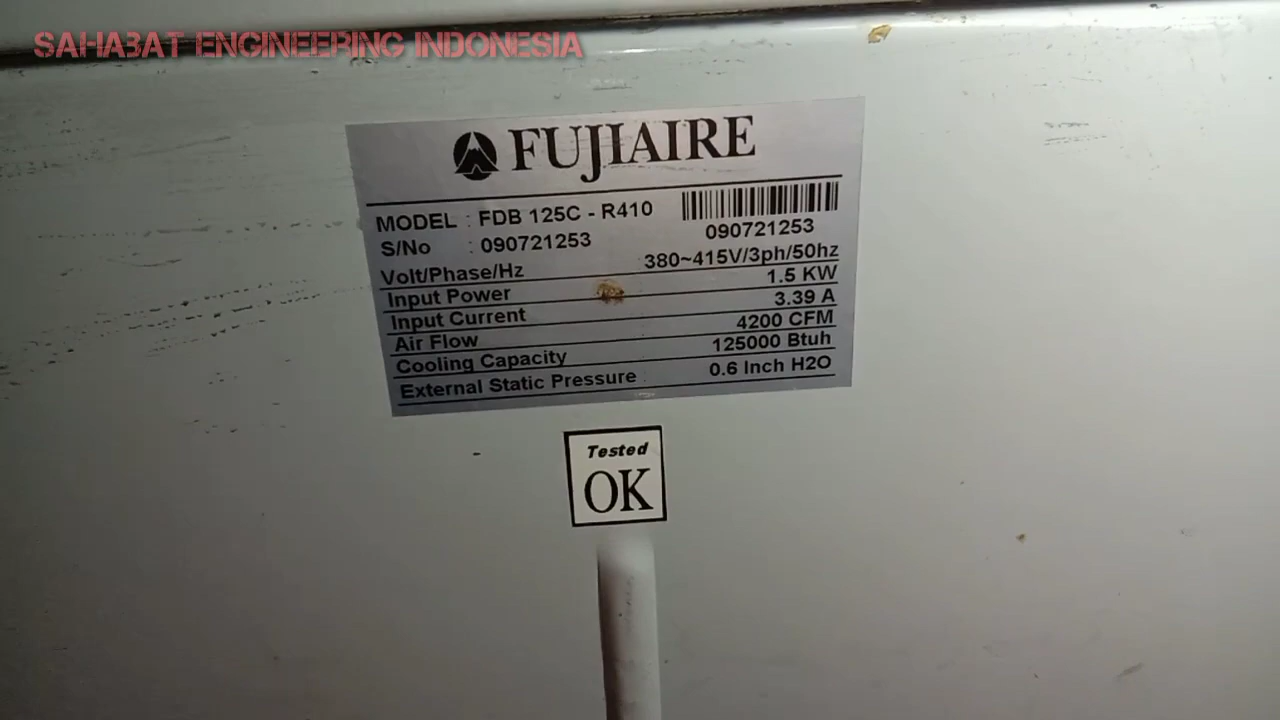 SAHABAT ENGINEERING INDONESIA
FUJIAIRE
MODEL : FDB 125C - R410
S/No : 090721253
090721253
Volt/Phase/Hz 380~415V/3ph/50hz
Input Power 1.5 KW
Input Current 3.39 A
Air Flow 4200 CFM
Cooling Capacity 125000 Btuh
External Static Pressure : 0.6 Inch H2O
Tested
OK